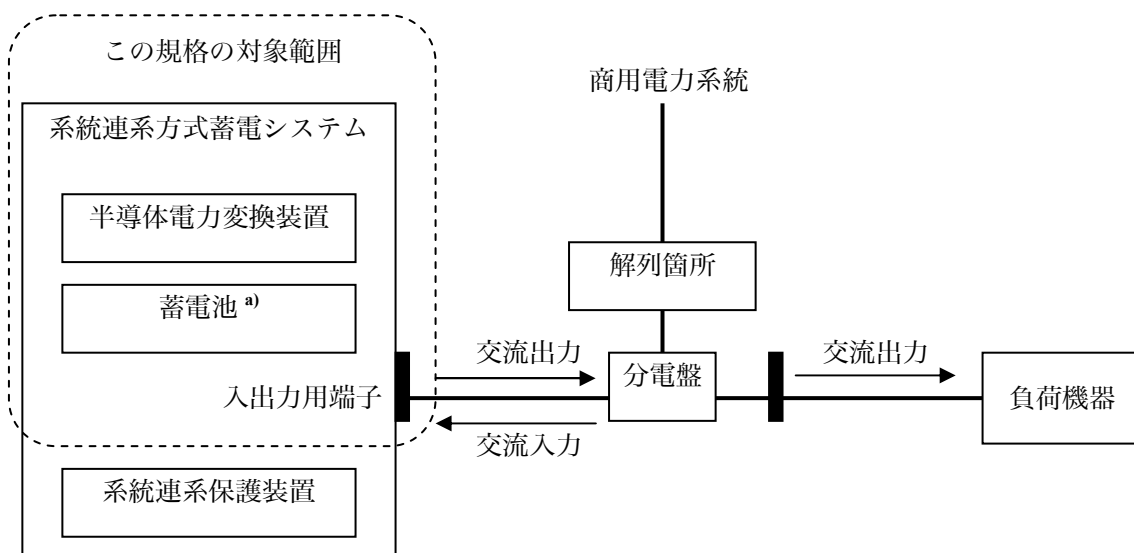 この規格の対象範囲
系統連系方式蓄電システム
半導体電力変換装置
蓄電池 a)
入出力用端子
系統連系保護装置
商用電力系統
解列箇所
交流出力
分電盤
交流入力
交流出力
負荷機器